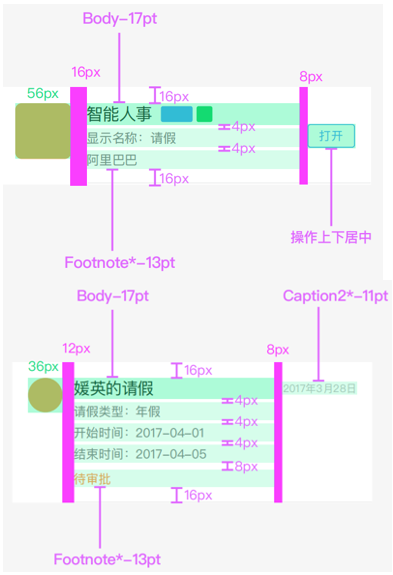 Body-17pt
16px
8px
56px
16px
智能人事
4px
显示名称：请假
打开
4px
阿里巴巴
16px
操作上下居中
Footnote*-13pt
Body-17pt
Caption2*-11pt
12px
8px
36px
16px
媛英的请假
2017年3月28日
4px
请假类型：年假
4px
开始时间：2017-04-01
4px
结束时间：2017-04-05
8px
待审批
16px
Footnote*-13pt